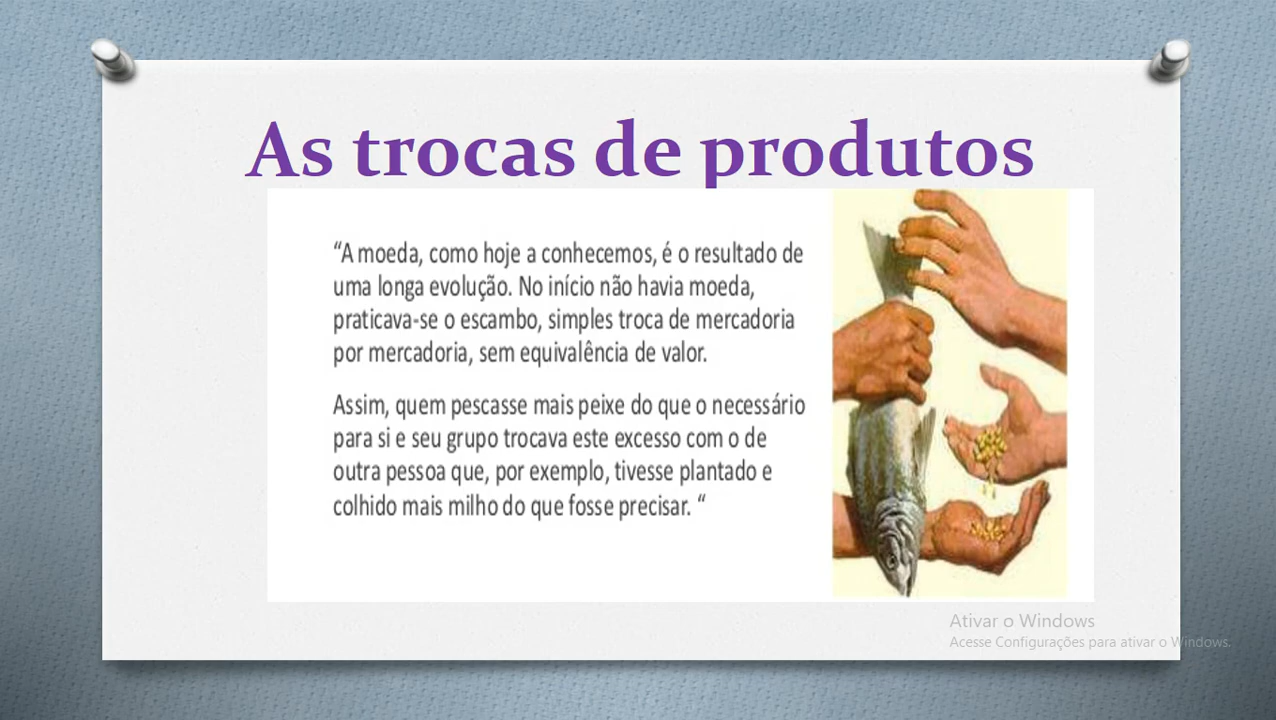 As trocas de produtos
“A moeda, como hoje a conhecemos, é o resultado de
uma longa evolução. No início não havia moeda,
praticava-se o escambo, simples troca de mercadoria
por mercadoria, sem equivalência de valor.
Assim, quem pescasse mais peixe do que o necessário
para si e seu grupo trocava este excesso com o de
outra pessoa que, por exemplo, tivesse plantado e
colhido mais milho do que fosse precisar. “
Ativar o Windows
Acesse Configurações para ativar o Windows.